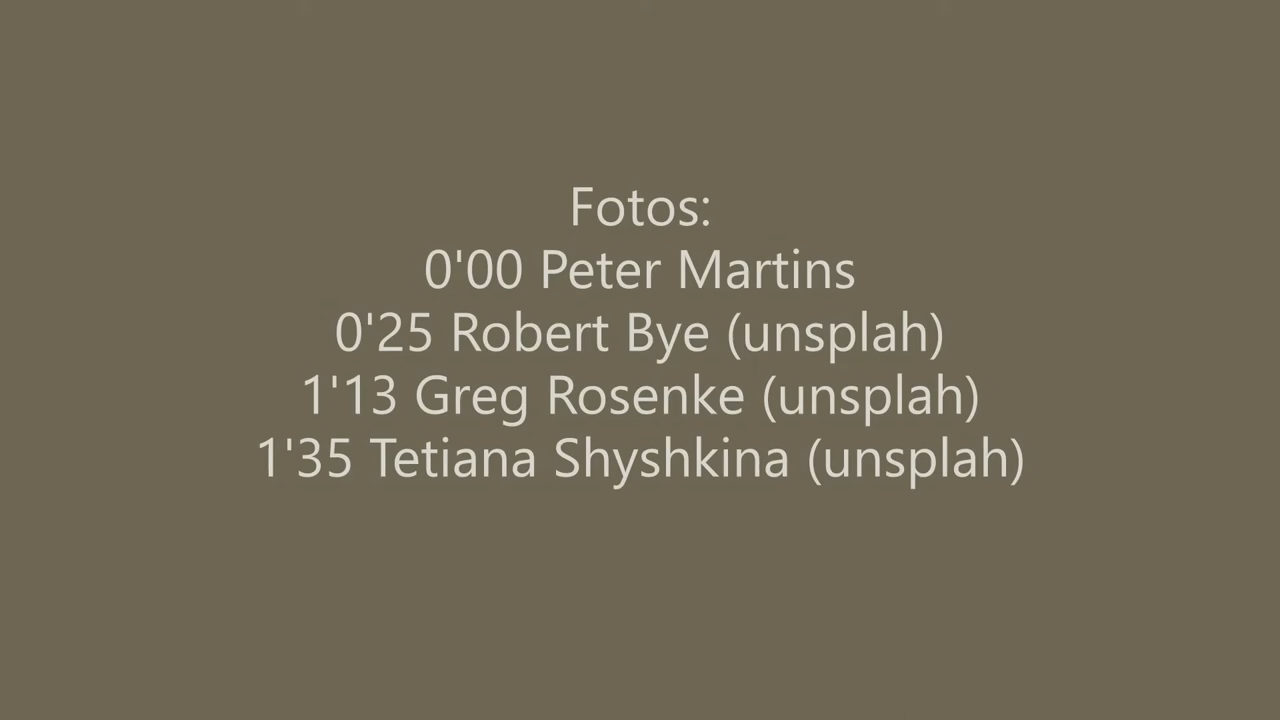 Fotos:
0'00 Peter Martins
0'25 Robert Bye (unsplah)
1'13 Greg Rosenke (unsplah)
1'35 Tetiana Shyshkina (unsplah)